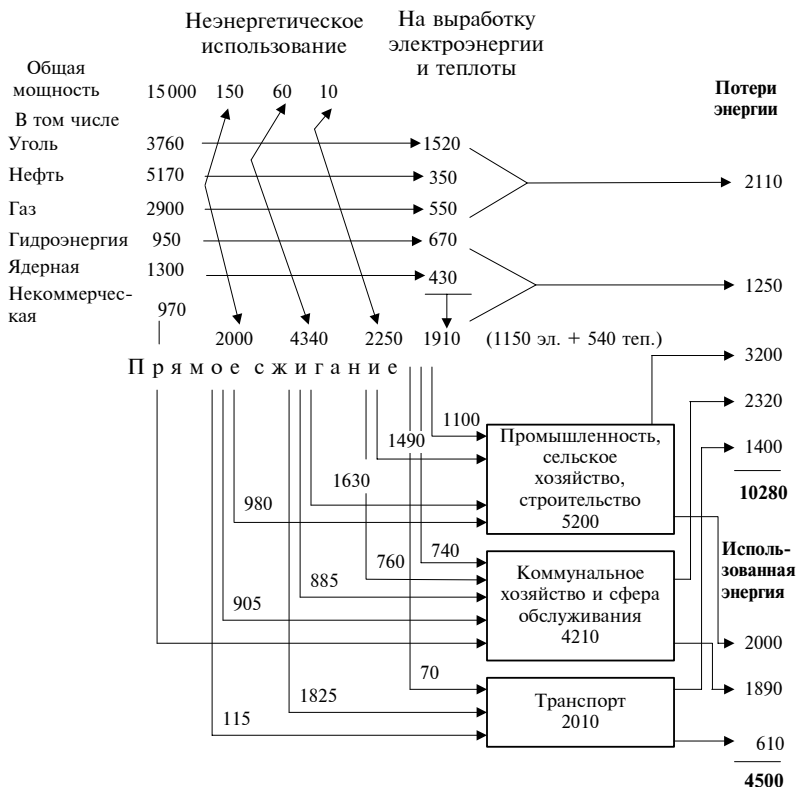 Неэнергетическое
использование
На выработку
электроэнергии
и теплоты
Общая
мощность 15 000 150 60 10
Потери
энергии
В том числе
Уголь 3760 1520
Нефть 5170 350 2110
Газ 2900 550
Гидроэнергия 950 670
Ядерная 1300 430 1250
Некоммерчес-
кая 970
2000 4340 2250 1910 (1150 эл. + 540 теп.)
3200
Прямое сжигание
2320
1100
1490
Промышленность,
сельское
хозяйство,
строительство
5200
1400
10280
1630
980
Исполь-
зованная
энергия
740
760
885
905
Коммунальное
хозяйство и сфера
обслуживания
4210
2000
70
1890
1825
115
Транспорт
2010
610
4500